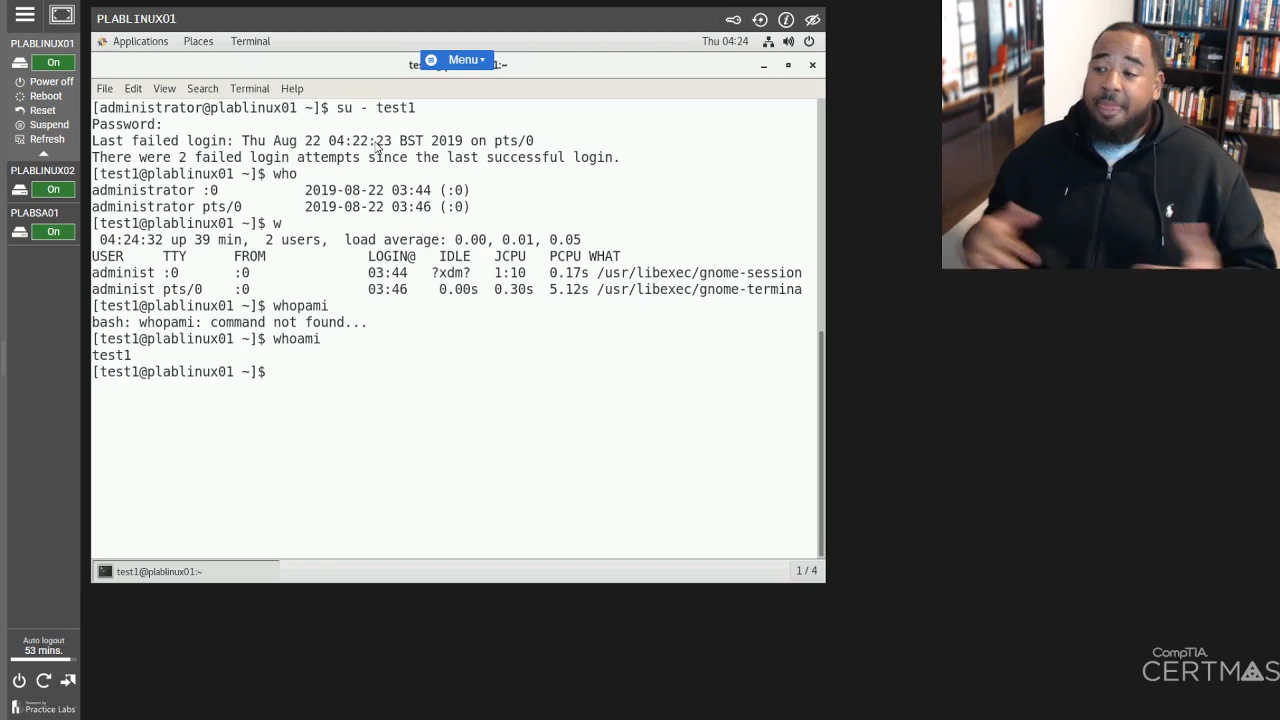 PLABLINUX01
PLABLINUX01
On
Power off
Reboot
Reset
Suspend
Refresh
PLABLINUX02
On
PLABSA01
On
Auto logout
53 mins.
Powered by
Practice Labs
Applications Places Terminal
Thu 04:24
Menu
:~
File Edit View Search Terminal Help
[administrator@plablinux01 ~]$ su - test1
Password:
Last failed login: Thu Aug 22 04:22:23 BST 2019 on pts/0
There were 2 failed login attempts since the last successful login.
[test1@plablinux01 ~]$ who
administrator :0 2019-08-22 03:44 (:0)
administrator pts/0 2019-08-22 03:46 (:0)
[test1@plablinux01 ~]$ w
04:24:32 up 39 min, 2 users, load average: 0.00, 0.01, 0.05
USER TTY FROM LOGIN@ IDLE JCPU PCPU WHAT
administ :0 :0 03:44 ?xdm? 1:10 0.17s /usr/libexec/gnome-session
administ pts/0 :0 03:46 0.00s 0.30s 5.12s /usr/libexec/gnome-termina
[test1@plablinux01 ~]$ whopami
bash: whopami: command not found...
[test1@plablinux01 ~]$ whoami
test1
[test1@plablinux01 ~]$
test1@plablinux01:~
1 / 4
CompTIA.
CERTMAS